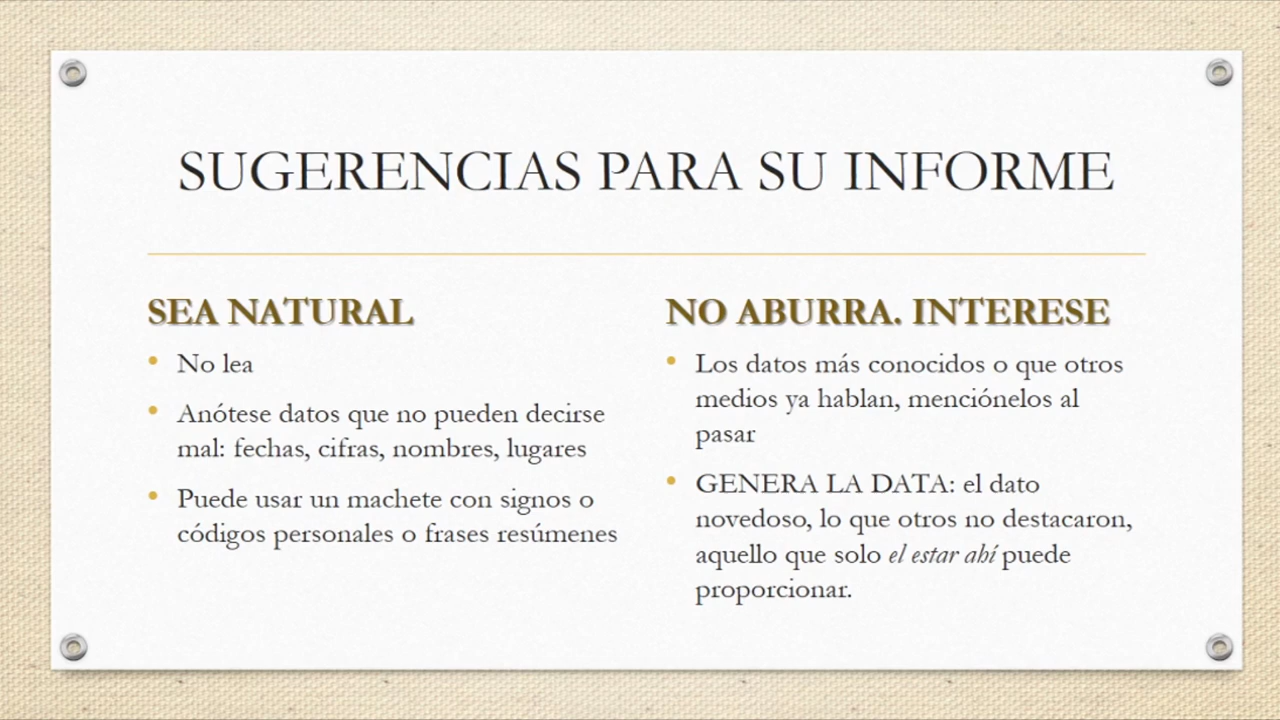 SUGERENCIAS PARA SU INFORME
SEA NATURAL
• No lea
• Anótese datos que no pueden decirse
mal: fechas, cifras, nombres, lugares
• Puede usar un machete con signos o
códigos personales o frases resúmenes
NO ABURRA. INTERESE
• Los datos más conocidos o que otros
medios ya hablan, menciónelos al
pasar
• GENERA LA DATA: el dato
novedoso, lo que otros no destacaron,
aquello que solo el estar ahí puede
proporcionar.